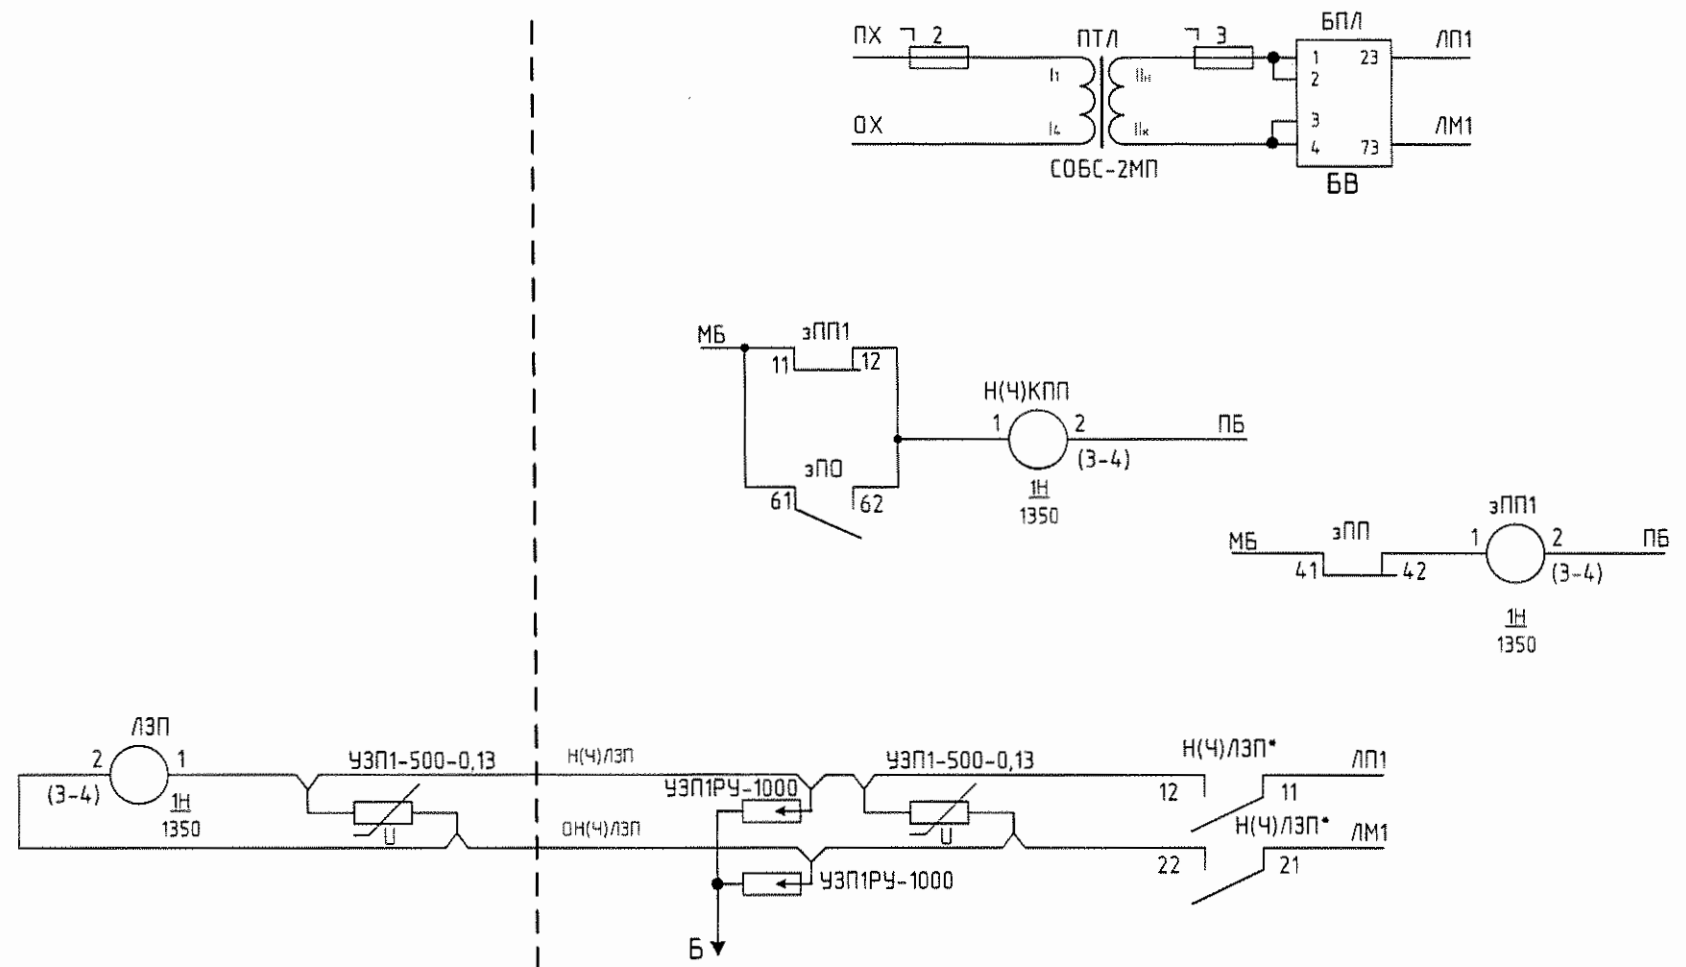 ПХ 2 ПТЛ 3 БПЛ
I₁ IIн 1 23 ЛП1
2
ОХ I₄ IIк 3
4 73 ЛМ1
СОБС-2МП БВ
МБ зПП1
11 12
Н(Ч)КПП
1 2 ПБ
(3-4)
зПО
61 62
1Н
1350
зПП1
МБ зПП 1 2 ПБ
41 42 (3-4)
1Н
1350
ЛЗП
2 1 УЗП1-500-0,13 Н(Ч)ЛЗП УЗП1-500-0,13 Н(Ч)ЛЗП* ЛП1
(3-4) 1Н УЗП1РУ-1000 12 11
1350 U ОН(Ч)ЛЗП U Н(Ч)ЛЗП* ЛМ1
22 21
УЗП1РУ-1000
Б